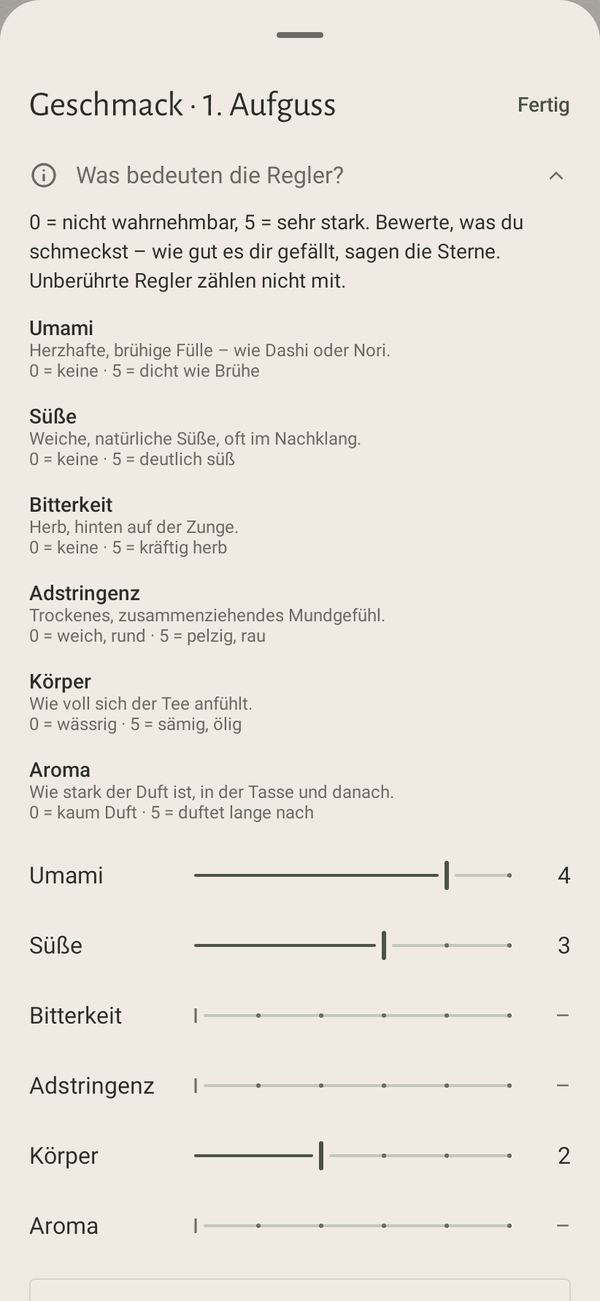 Geschmack · 1. Aufguss
Fertig
Was bedeuten die Regler?
0 = nicht wahrnehmbar, 5 = sehr stark. Bewerte, was du
schmeckst – wie gut es dir gefällt, sagen die Sterne.
Unberührte Regler zählen nicht mit.
Umami
Herzhafte, brühige Fülle – wie Dashi oder Nori.
0 = keine · 5 = dicht wie Brühe
Süße
Weiche, natürliche Süße, oft im Nachklang.
0 = keine · 5 = deutlich süß
Bitterkeit
Herb, hinten auf der Zunge.
0 = keine · 5 = kräftig herb
Adstringenz
Trockenes, zusammenziehendes Mundgefühl.
0 = weich, rund · 5 = pelzig, rau
Körper
Wie voll sich der Tee anfühlt.
0 = wässrig · 5 = sämig, ölig
Aroma
Wie stark der Duft ist, in der Tasse und danach.
0 = kaum Duft · 5 = duftet lange nach
Umami 4
Süße 3
Bitterkeit –
Adstringenz –
Körper 2
Aroma –